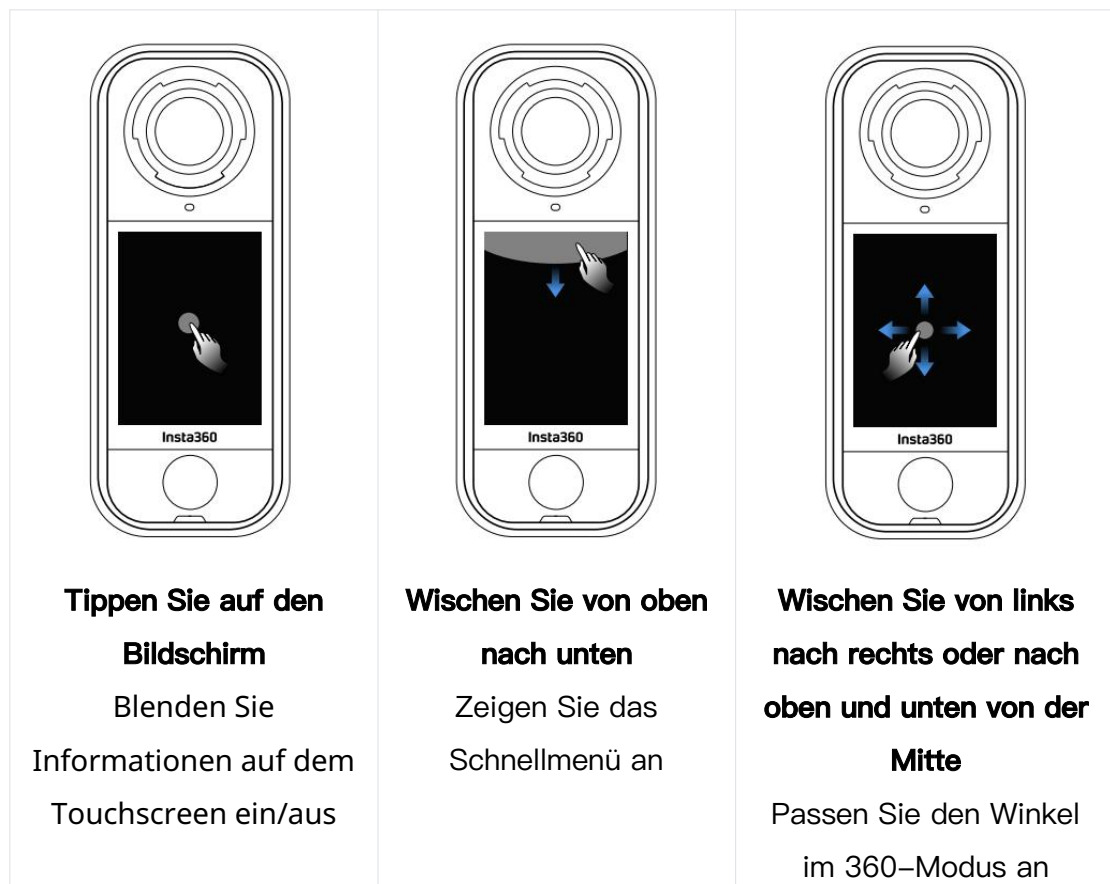 Insta360
Tippen Sie auf den
Bildschirm
Blenden Sie
Informationen auf dem
Touchscreen ein/aus
Insta360
Wischen Sie von oben
nach unten
Zeigen Sie das
Schnellmenü an
Insta360
Wischen Sie von links
nach rechts oder nach
oben und unten von der
Mitte
Passen Sie den Winkel
im 360-Modus an